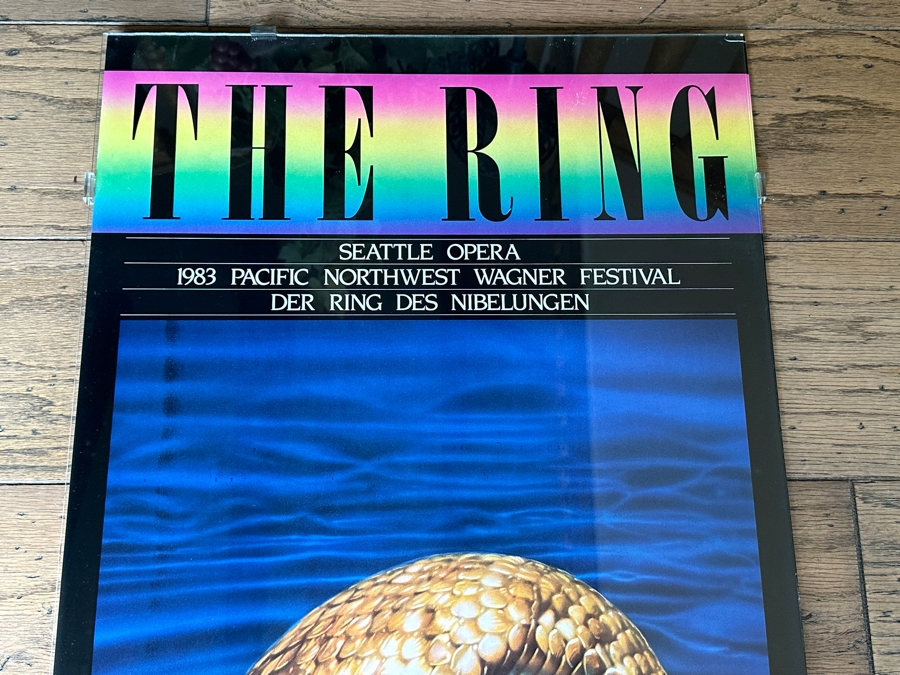 THE RING
SEATTLE OPERA
1983 PACIFIC NORTHWEST WAGNER FESTIVAL
DER RING DES NIBELUNGEN